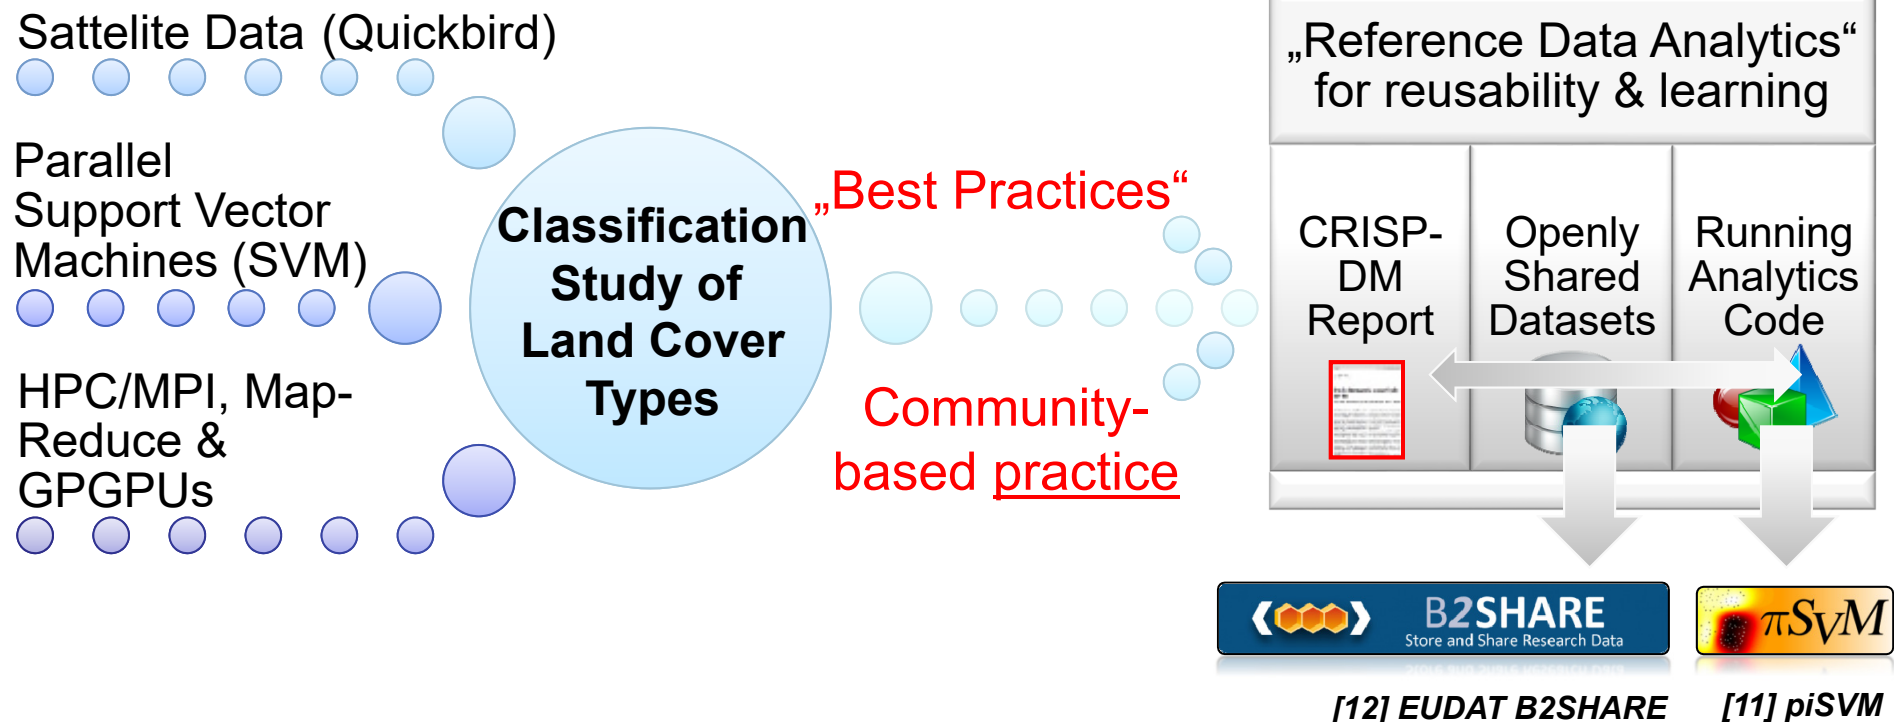 Sattelite Data (Quickbird)
Parallel
Support Vector
Machines (SVM)
HPC/MPI, Map-
Reduce &
GPGPUs
Classification
Study of
Land Cover
Types
„Best Practices“
Community-
based practice
„Reference Data Analytics“
for reusability & learning
CRISP-
DM
Report
Openly
Shared
Datasets
Running
Analytics
Code
B2SHARE
Store and Share Research Data
πSVM
[12] EUDAT B2SHARE
[11] piSVM